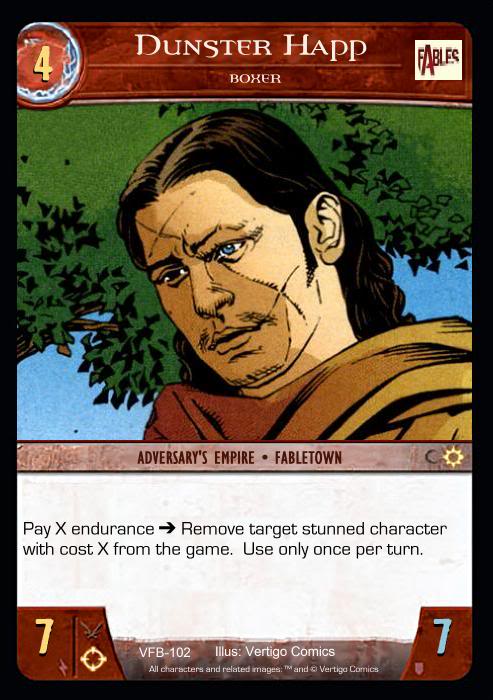 4
Dunster Happ
FABLES
BOXER
ADVERSARY'S EMPIRE • FABLETOWN
Pay X endurance ➔ Remove target stunned character
with cost X from the game. Use only once per turn.
7
7
VFB-102 Illus: Vertigo Comics
All characters and related images: ™ and © Vertigo Comics